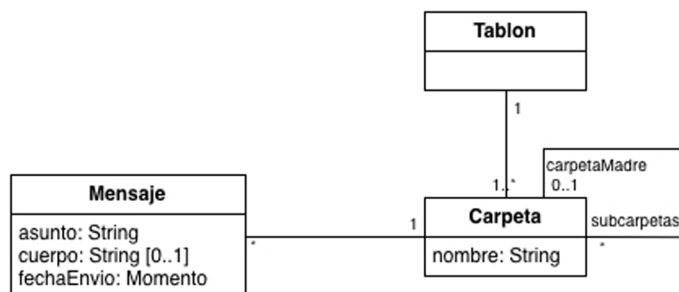 Tablon
1
carpetaMadre
1..*
0..1
Mensaje
Carpeta
1
subcarpetas
asunto: String
*
*
cuerpo: String [0..1]
nombre: String
fechaEnvio: Momento